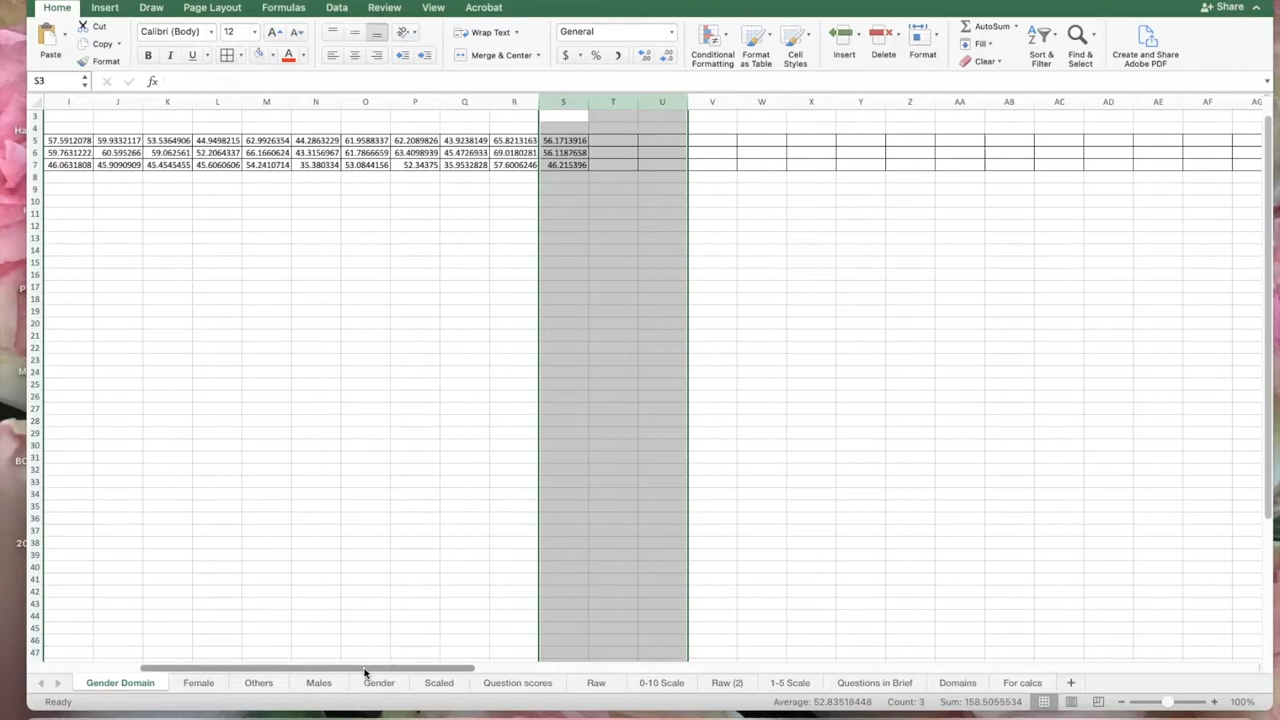 Home Insert Draw Page Layout Formulas Data Review View Acrobat Share
Paste Cut Copy Format
Calibri (Body) 12 A A
B I U A
Wrap Text
Merge & Center
General
$ % )
Conditional Formatting
Format as Table
Cell Styles
Insert Delete Format
AutoSum
Fill
Clear
Sort & Filter
Find & Select
Create and Share Adobe PDF
S3 fx
I J K L M N O P Q R S T U V W X Y Z AA AB AC AD AE AF AG
3
4
5 57.5912078 59.9332117 53.5364906 44.9498215 62.9926354 44.2863229 61.9588337 62.2089826 43.9238149 65.8213163 56.1713916
6 59.7631222 60.595266 59.062561 52.2064337 66.1660624 43.3156967 61.7866659 63.4098939 45.4726933 69.0180281 56.1187658
7 46.0631808 45.9090909 45.4545455 45.6060606 54.2410714 35.380334 53.0844156 52.34375 35.9532828 57.6006246 46.215396
8
9
10
11
12
13
14
15
16
17
18
19
20
21
22
23
24
25
26
27
28
29
30
31
32
33
34
35
36
37
38
39
40
41
42
43
44
45
46
47
Gender Domain Female Others Males Gender Scaled Question scores Raw 0-10 Scale Raw (2) 1-5 Scale Questions in Brief Domains For calcs +
Ready Average: 52.83518448 Count: 3 Sum: 158.5055534 100%